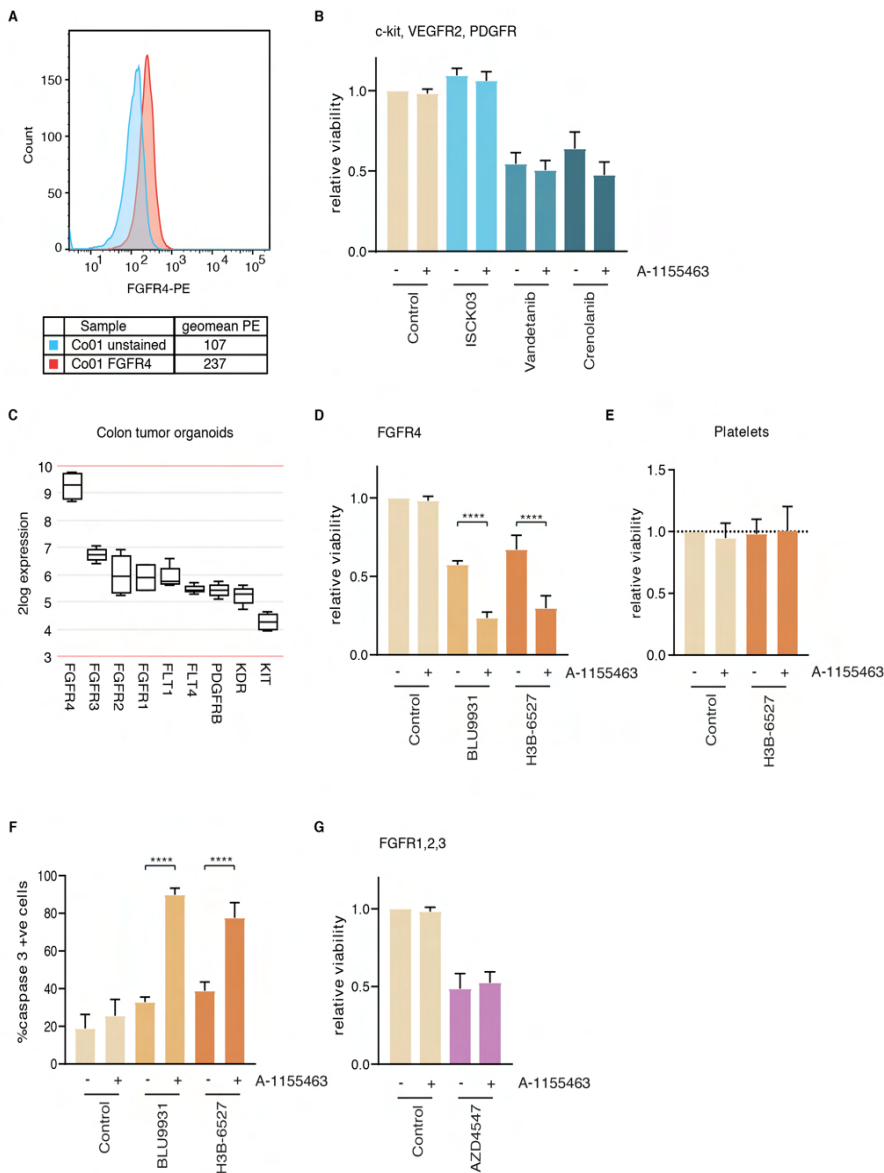 A
150
100
50
0
Count
10^1 10^2 10^3 10^4 10^5
FGFR4-PE
Sample geomean PE
Co01 unstained 107
Co01 FGFR4 237
B
c-kit, VEGFR2, PDGFR
1.0
0.5
0.0
relative viability
- + - + - + - + A-1155463
Control
ISCK03
Vandetanib
Crenolanib
C
Colon tumor organoids
10
9
8
7
6
5
4
3
2log expression
FGFR4
FGFR3
FGFR2
FGFR1
FLT1
FLT4
PDGFRB
KDR
KIT
D
FGFR4
1.0
0.5
0.0
relative viability
**** ****
- + - + - + A-1155463
Control
BLU9931
H3B-6527
E
Platelets
1.5
1.0
0.5
0.0
relative viability
- + - + A-1155463
Control
H3B-6527
F
100
80
60
40
20
0
%caspase 3 +ve cells
**** ****
- + - + - + A-1155463
Control
BLU9931
H3B-6527
G
FGFR1,2,3
1.0
0.5
0.0
relative viability
- + - + A-1155463
Control
AZD4547